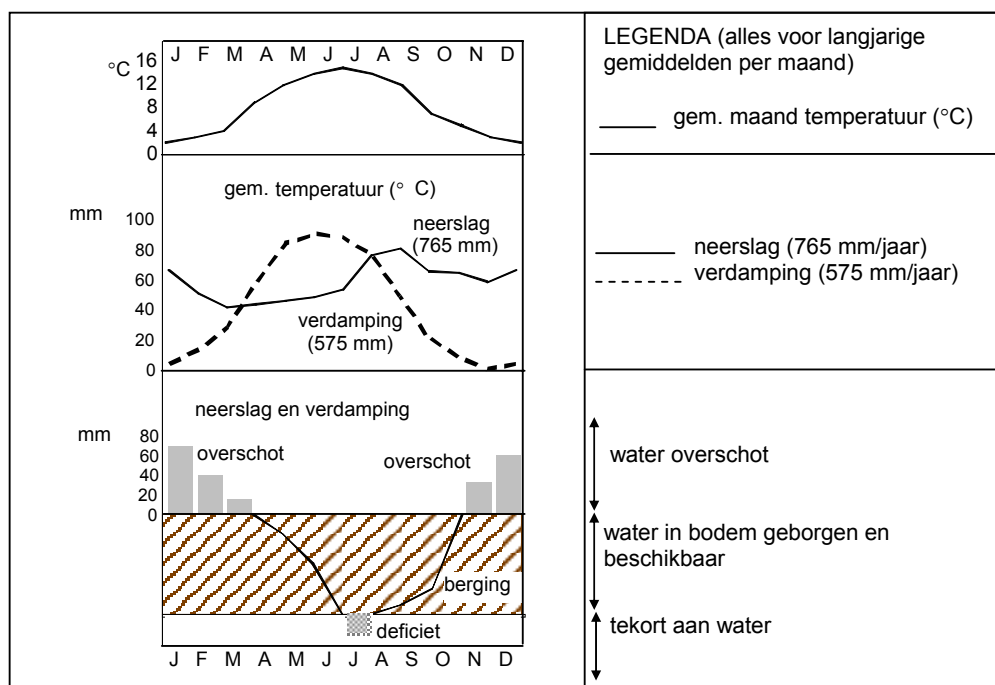 J F M A M J J A S O N D
°C
16
12
8
4
0
gem. temperatuur (° C)
mm
100
80
60
40
20
0
neerslag
(765 mm)
verdamping
(575 mm)
neerslag en verdamping
mm
80
60
40
20
0
overschot
overschot
berging
deficiet
J F M A M J J A S O N D
LEGENDA (alles voor langjarige
gemiddelden per maand)
gem. maand temperatuur (°C)
neerslag (765 mm/jaar)
verdamping (575 mm/jaar)
water overschot
water in bodem geborgen en
beschikbaar
tekort aan water